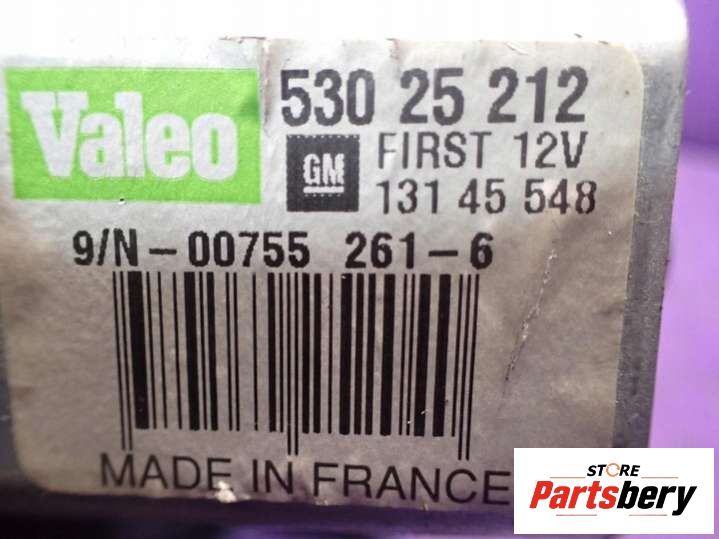 Valeo
530 25 212
GM
FIRST 12V
131 45 548
9/N-00755 261-6
MADE IN FRANCE
STORE
Partsbery